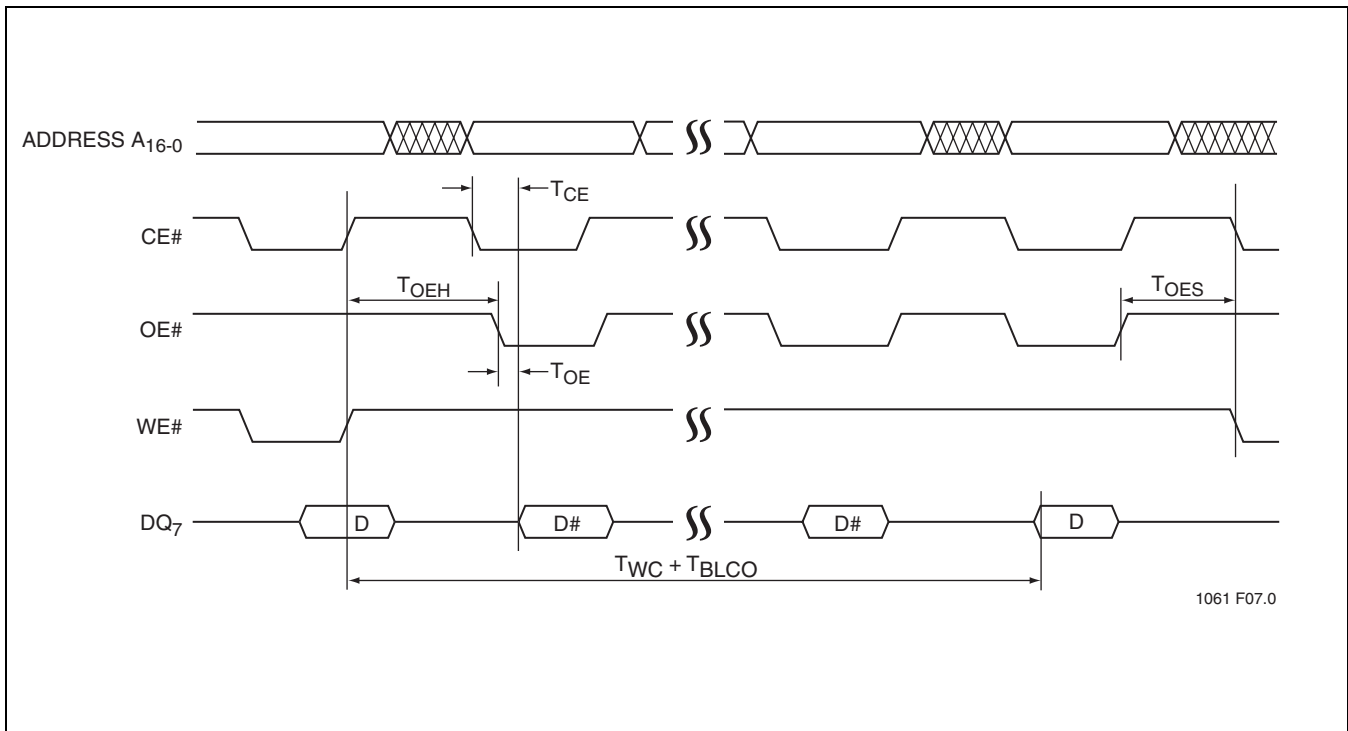 ADDRESS A16-0
TCE
CE#
TOEH
TOES
OE#
TOE
WE#
DQ7
D
D#
D#
D
TWC + TBLCO
1061 F07.0